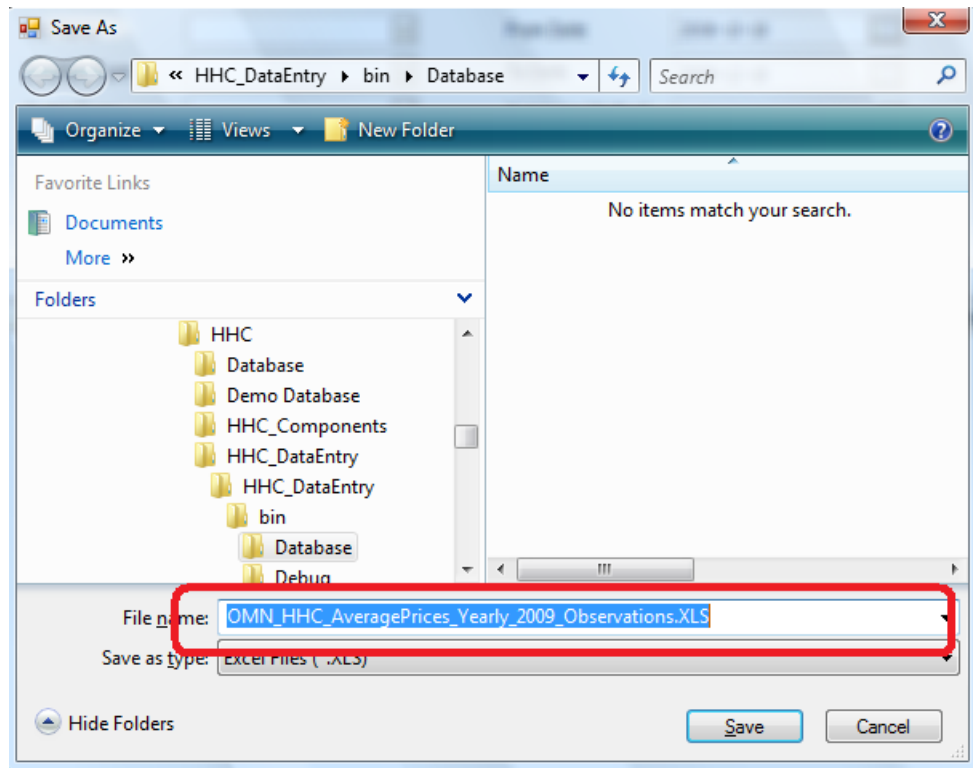 Save As
« HHC_DataEntry ▸ bin ▸ Database
Search
Organize Views New Folder
Favorite Links
Documents
More »
Folders
HHC
Database
Demo Database
HHC_Components
HHC_DataEntry
HHC_DataEntry
bin
Database
Debug
Name
No items match your search.
File name: OMN_HHC_AveragePrices_Yearly_2009_Observations.XLS
Save as type: Excel Files (*.XLS)
Hide Folders
Save
Cancel